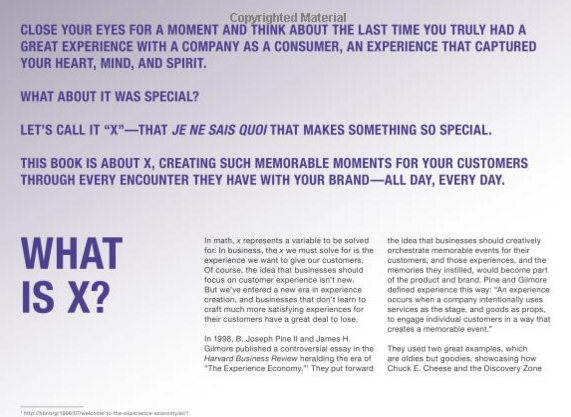 Copyrighted Material
CLOSE YOUR EYES FOR A MOMENT AND THINK ABOUT THE LAST TIME YOU TRULY HAD A
GREAT EXPERIENCE WITH A COMPANY AS A CONSUMER, AN EXPERIENCE THAT CAPTURED
YOUR HEART, MIND, AND SPIRIT.
WHAT ABOUT IT WAS SPECIAL?
LET'S CALL IT “X”—THAT JE NE SAIS QUOI THAT MAKES SOMETHING SO SPECIAL.
THIS BOOK IS ABOUT X, CREATING SUCH MEMORABLE MOMENTS FOR YOUR CUSTOMERS
THROUGH EVERY ENCOUNTER THEY HAVE WITH YOUR BRAND—ALL DAY, EVERY DAY.
WHAT
IS X?
In math, x represents a variable to be solved
for. In business, the x we must solve for is the
experience we want to give our customers.
Of course, the idea that businesses should
focus on customer experience isn't new.
But we've entered a new era in experience
creation, and businesses that don't learn to
craft much more satisfying experiences for
their customers have a great deal to lose.
In 1998, B. Joseph Pine II and James H.
Gilmore published a controversial essay in the
Harvard Business Review heralding the era of
“The Experience Economy.”¹ They put forward
the idea that businesses should creatively
orchestrate memorable events for their
customers, and those experiences, and the
memories they instilled, would become part
of the product and brand. Pine and Gilmore
defined experience this way: “An experience
occurs when a company intentionally uses
services as the stage, and goods as props,
to engage individual customers in a way that
creates a memorable event.”
They used two great examples, which
are oldies but goodies, showcasing how
Chuck E. Cheese and the Discovery Zone
¹ http://hbr.org/1998/07/welcome-to-the-experience-economy/ar/1.